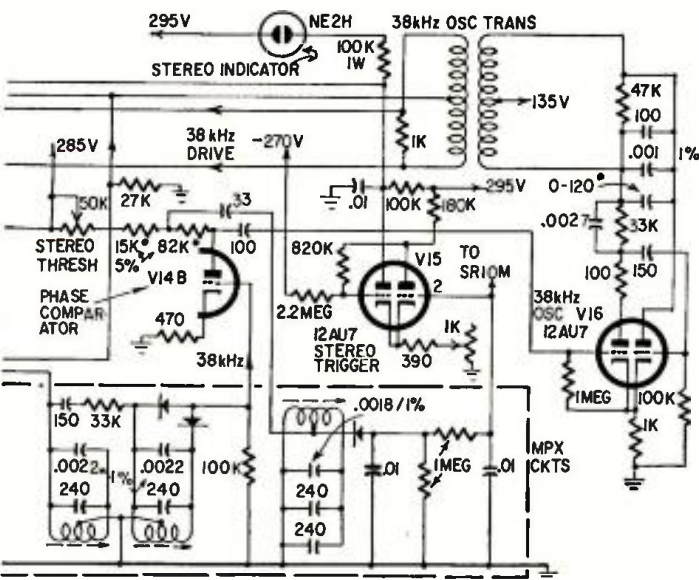 295V
NE2H
38kHz OSC TRANS
100K
1W
STEREO INDICATOR
47K
135V
100
285V
38kHz
DRIVE
-270V
1K
.001
1%
0-120°
27K
50K
33
.01
100K
295V
180K
.0027
33K
STEREO
THRESH
15K
5%
82K
100
820K
V15
TO
SR10M
100
150
V14B
PHASE
COMPAR-
ATOR
2.2MEG
2
38kHz
OSC
V16
12AU7
470
12AU7
STEREO
TRIGGER
1K
390
38kHz
1MEG
100K
1K
150
33K
.0018/1%
.0022
1%
.0022
100K
.01
1MEG
.01
MPX
CKTS
240
240
240
240